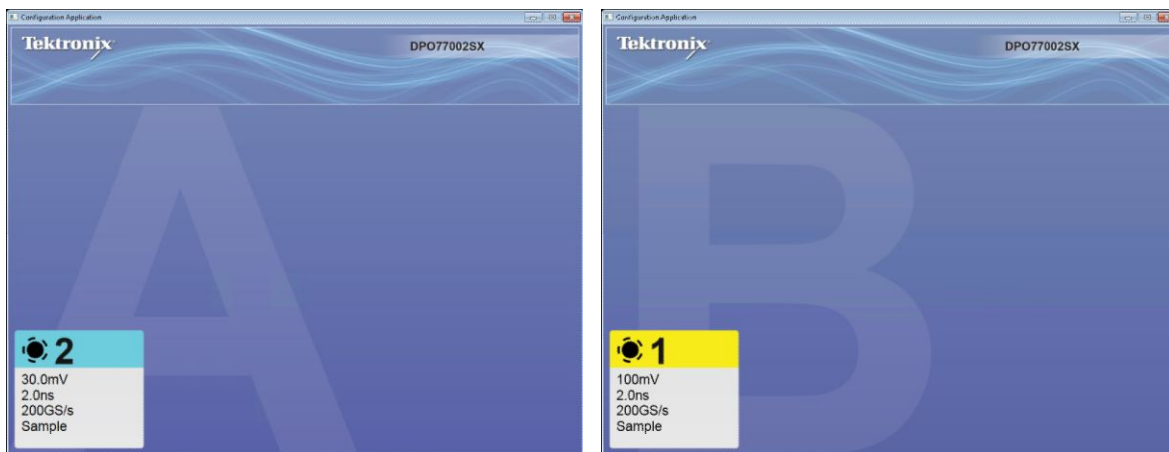 Configuration Application
Tektronix
DPO77002SX
A
2
30.0mV
2.0ns
200GS/s
Sample
Configuration Application
Tektronix
DPO77002SX
B
1
100mV
2.0ns
200GS/s
Sample